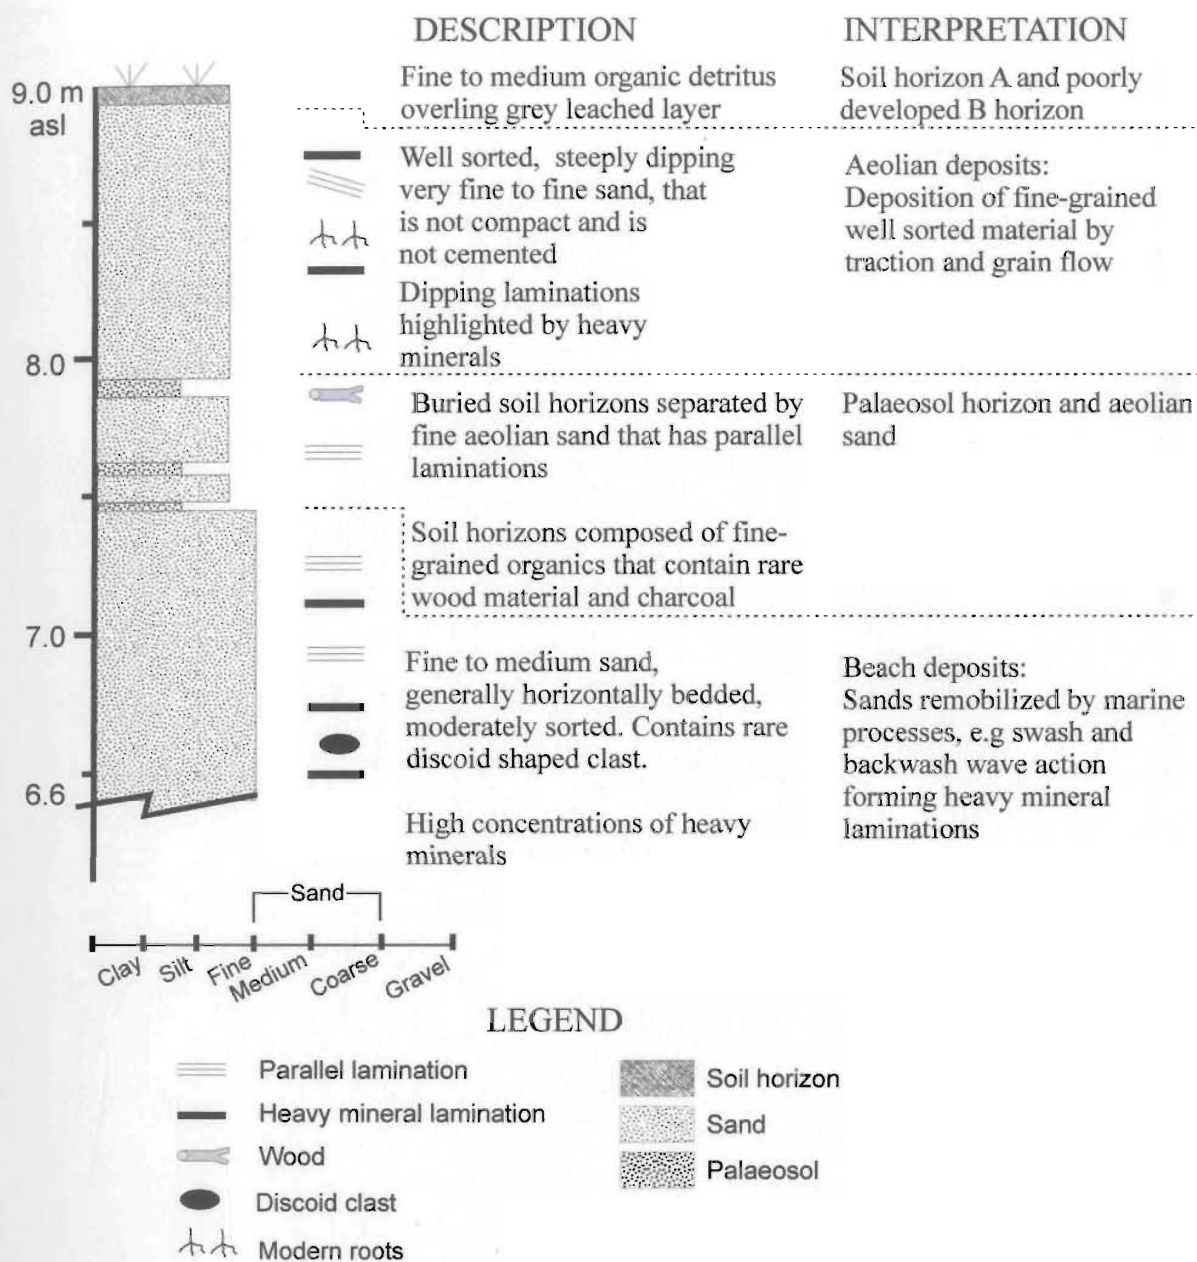 DESCRIPTION
INTERPRETATION
9.0 m
asl
Fine to medium organic detritus
overling grey leached layer
Soil horizon A and poorly
developed B horizon
Well sorted, steeply dipping
very fine to fine sand, that
is not compact and is
not cemented
Dipping laminations
highlighted by heavy
minerals
Aeolian deposits:
Deposition of fine-grained
well sorted material by
traction and grain flow
8.0
Buried soil horizons separated by
fine aeolian sand that has parallel
laminations
Palaeosol horizon and aeolian
sand
Soil horizons composed of fine-
grained organics that contain rare
wood material and charcoal
7.0
Fine to medium sand,
generally horizontally bedded,
moderately sorted. Contains rare
discoid shaped clast.
High concentrations of heavy
minerals
Beach deposits:
Sands remobilized by marine
processes, e.g swash and
backwash wave action
forming heavy mineral
laminations
6.6
Sand
Clay
Silt
Fine
Medium
Coarse
Gravel
LEGEND
Parallel lamination
Heavy mineral lamination
Wood
Discoid clast
Modern roots
Soil horizon
Sand
Palaeosol